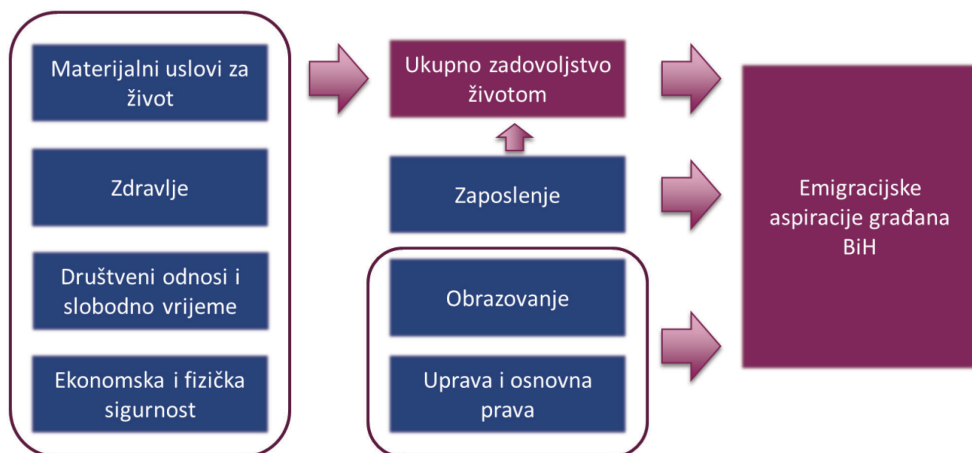 Materijalni uslovi za
život
Zdravlje
Društveni odnosi i
slobodno vrijeme
Ekonomska i fizička
sigurnost
Ukupno zadovoljstvo
životom
Zaposlenje
Obrazovanje
Uprava i osnovna
prava
Emigracijske
aspiracije građana
BiH